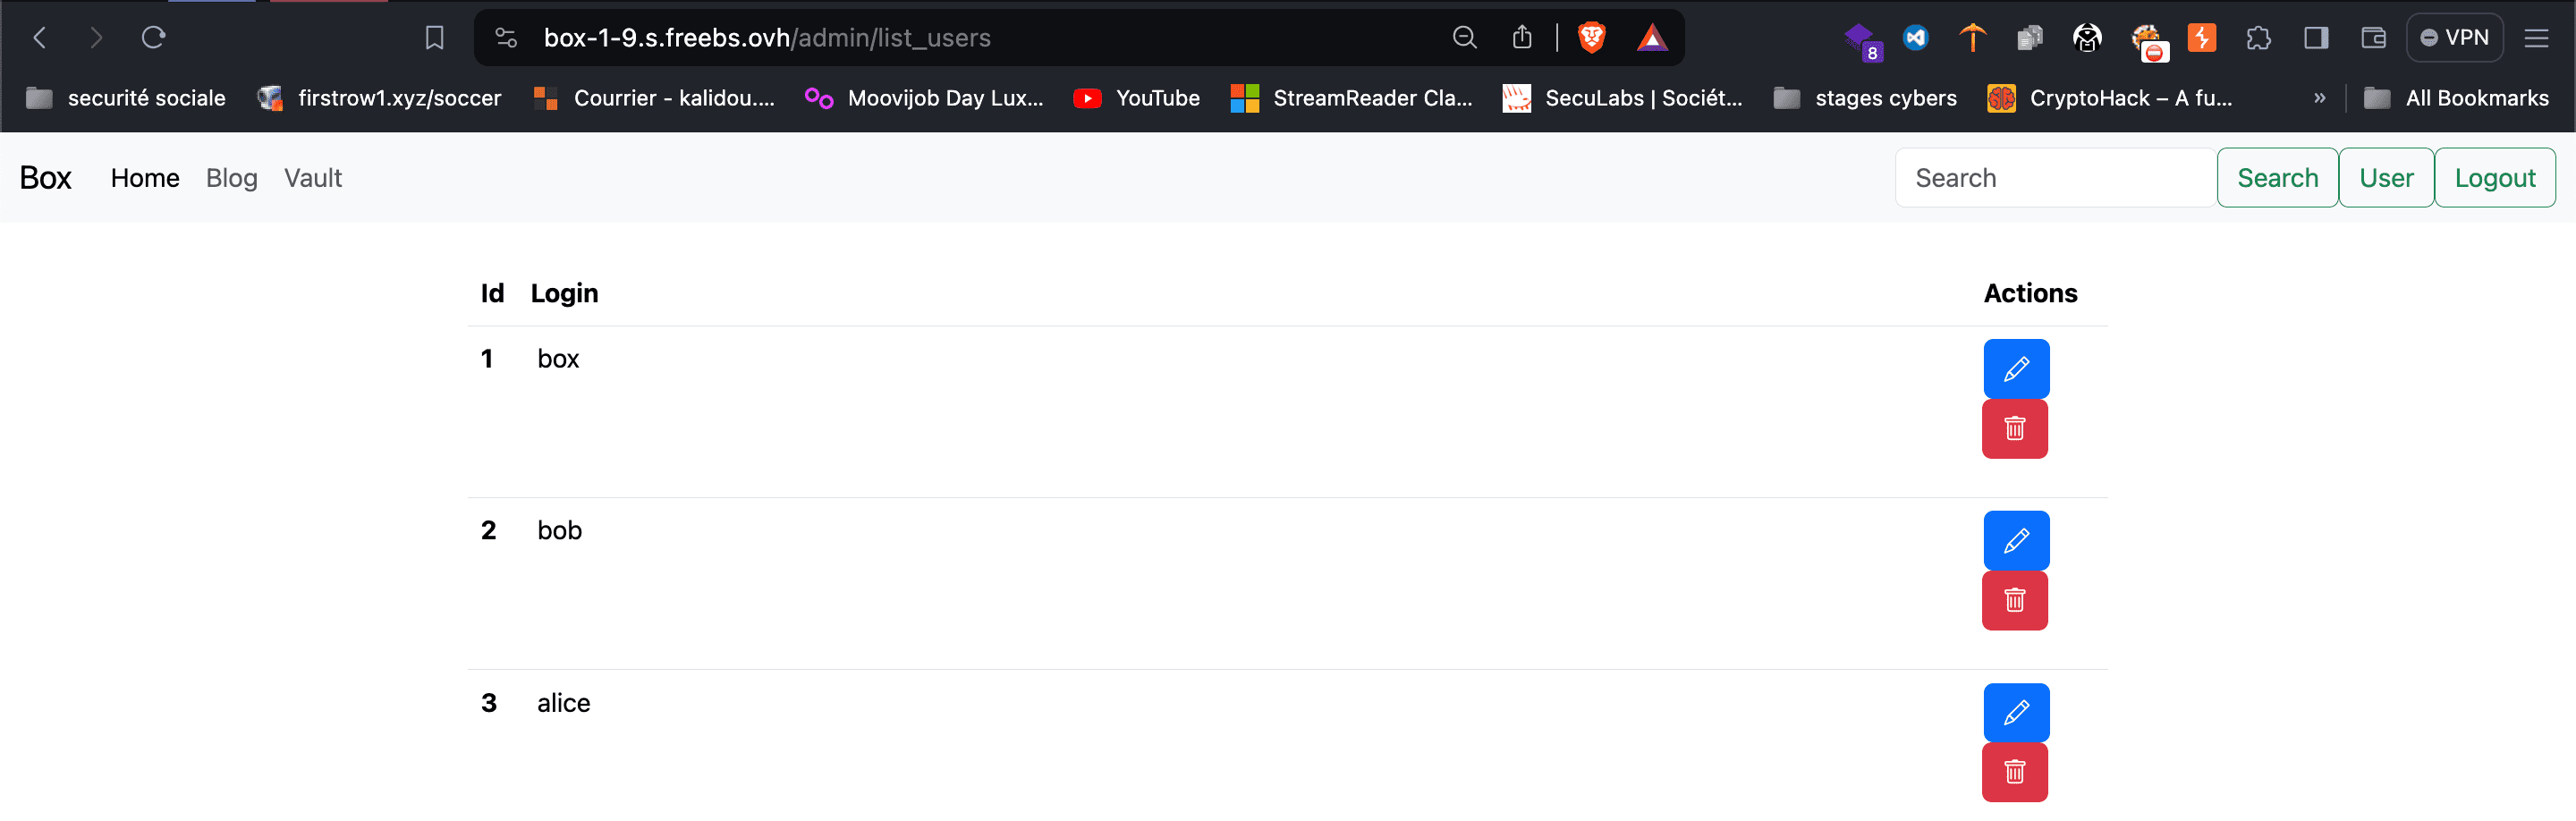 box-1-9.s.freebs.ovh/admin/list_users
8
VPN
securité sociale
firstrow1.xyz/soccer
Courrier - kalidou....
Moovijob Day Lux...
YouTube
StreamReader Cla...
SecuLabs | Sociét...
stages cybers
CryptoHack – A fu...
»
All Bookmarks
Box
Home
Blog
Vault
Search
Search
User
Logout
Id Login Actions
1 box
2 bob
3 alice